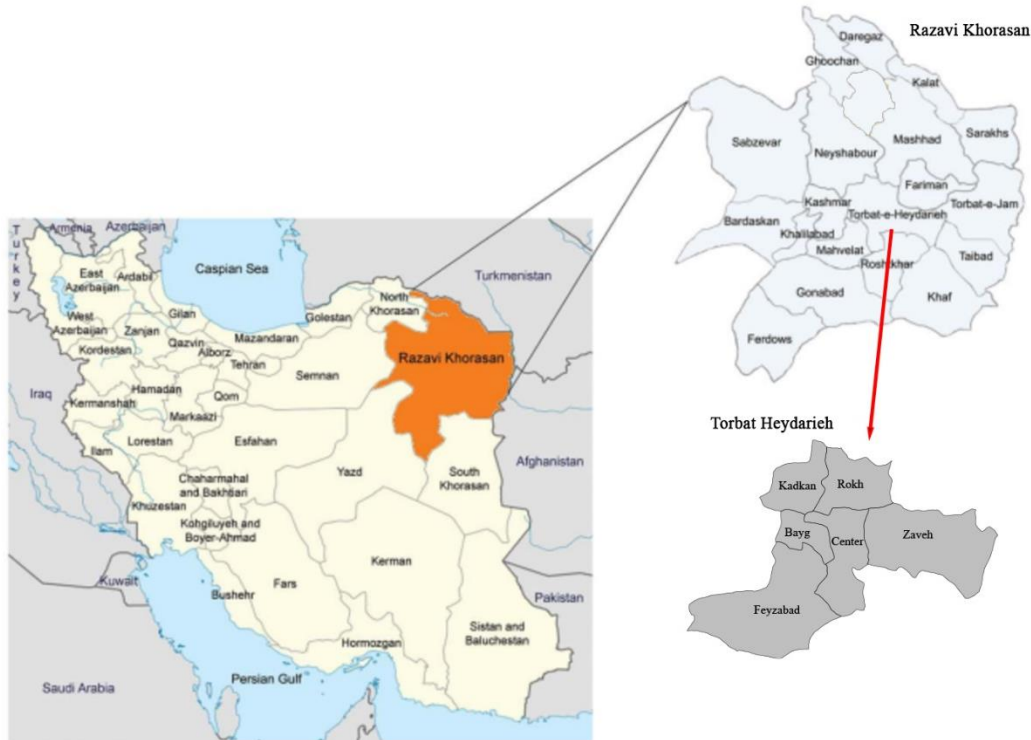 Razavi Khorasan
Daregaz
Ghoochan
Kalat
Sabzevar
Neyshabour
Mashhad
Sarakhs
Fariman
Kashmar
Torbat-e-Jam
Bardaskan
Torbat-e-Heydarieh
Khalilabad
Mahvelat
Roshtkhar
Taibad
Gonabad
Khaf
Ferdows
Turkey
Armenia
Azerbaijan
Caspian Sea
Turkmenistan
East
Azerbaijan
Ardabil
North
Khorasan
Golestan
West
Azerbaijan
Gilan
Zanjan
Mazandaran
Qazvin
Kordestan
Alborz
Tehran
Semnan
Razavi Khorasan
Iraq
Hamadan
Qom
Kermanshah
Markaazi
Ilam
Lorestan
Esfahan
Yazd
South
Khorasan
Afghanistan
Chaharmahal
and Bakhtiari
Khuzestan
Kohgiluyeh and
Boyer-Ahmad
Kerman
Kuwait
Bushehr
Fars
Pakistan
Sistan and
Baluchestan
Hormozgan
Persian Gulf
Saudi Arabia
Torbat Heydarieh
Kadkan
Rokh
Bayg
Center
Zaveh
Feyzabad